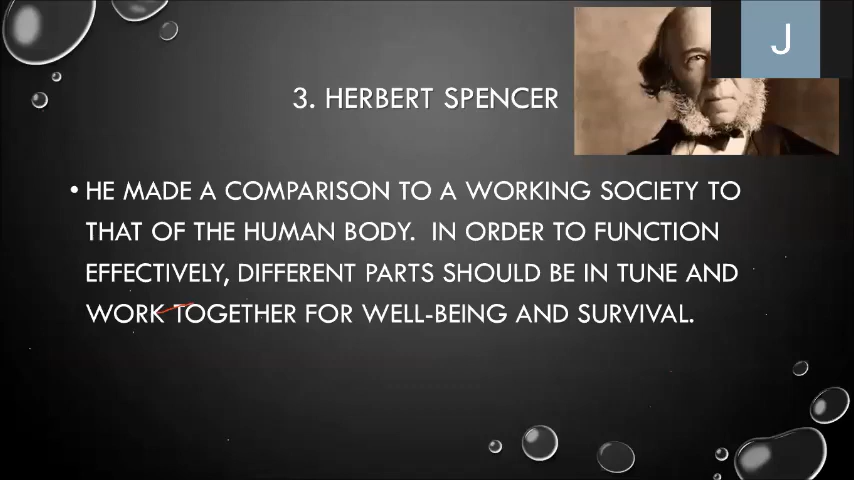 J
3. HERBERT SPENCER
• HE MADE A COMPARISON TO A WORKING SOCIETY TO
THAT OF THE HUMAN BODY.  IN ORDER TO FUNCTION
EFFECTIVELY, DIFFERENT PARTS SHOULD BE IN TUNE AND
WORK TOGETHER FOR WELL-BEING AND SURVIVAL.